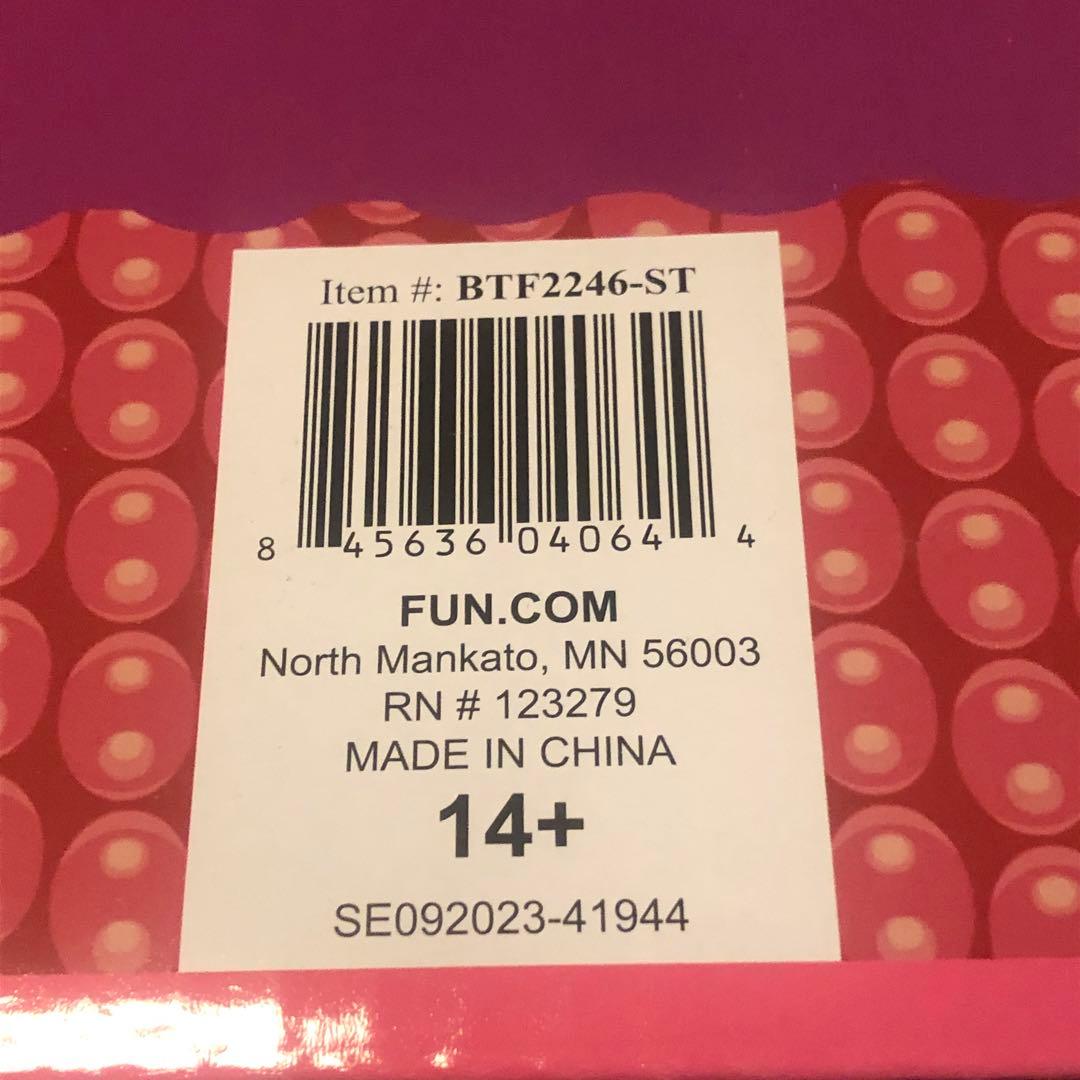 Item #: BTF2246-ST
8 45636 04064 4
FUN.COM
North Mankato, MN 56003
RN # 123279
MADE IN CHINA
14+
SE092023-41944